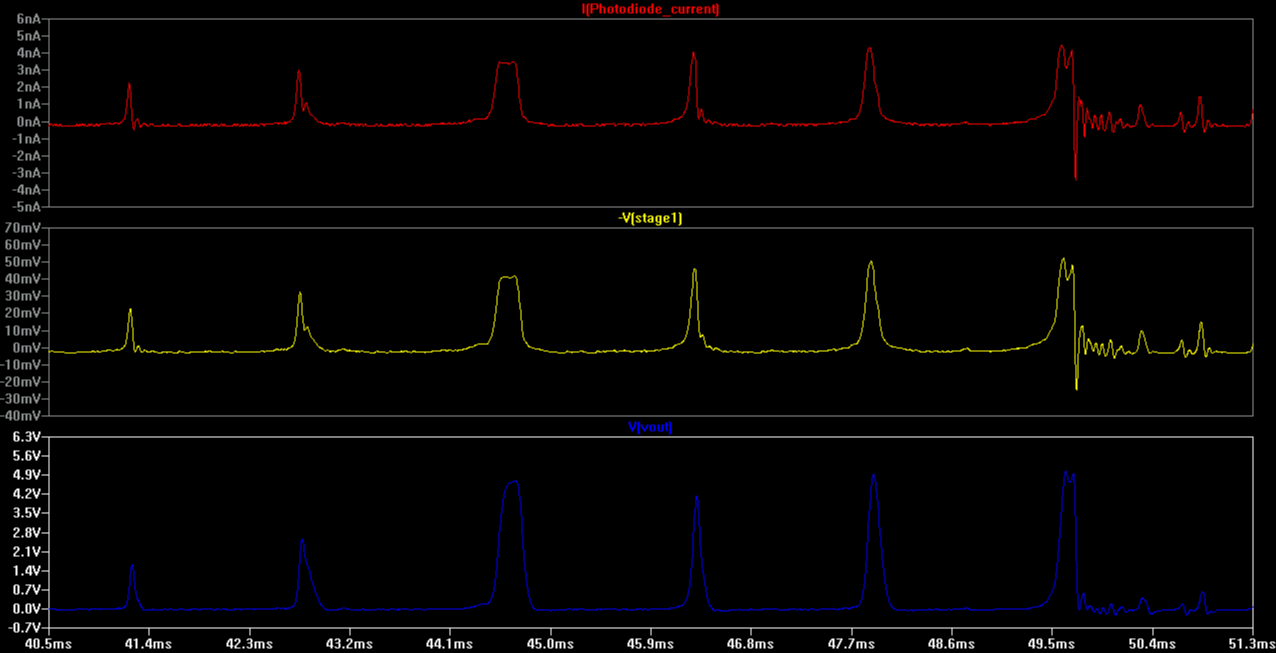 I(Photodiode_current)
6nA
5nA
4nA
3nA
2nA
1nA
0nA
-1nA
-2nA
-3nA
-4nA
-5nA
-V(stage1)
70mV
60mV
50mV
40mV
30mV
20mV
10mV
0mV
-10mV
-20mV
-30mV
-40mV
V(vout)
6.3V
5.6V
4.9V
4.2V
3.5V
2.8V
2.1V
1.4V
0.7V
0.0V
-0.7V
40.5ms 41.4ms 42.3ms 43.2ms 44.1ms 45.0ms 45.9ms 46.8ms 47.7ms 48.6ms 49.5ms 50.4ms 51.3ms